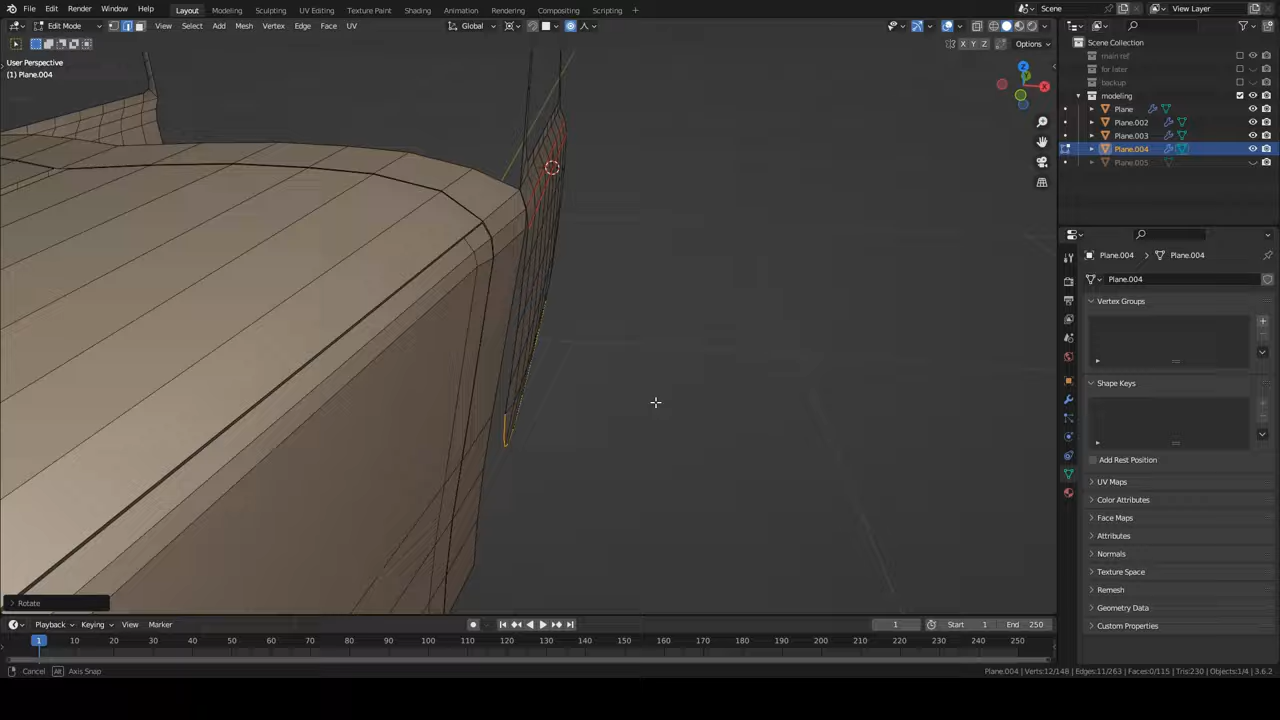 File Edit Render Window Help Layout Modeling Sculpting UV Editing Texture Paint Shading Animation Rendering Compositing Scripting + Scene View Layer
Edit Mode View Select Add Mesh Vertex Edge Face UV Global
X Y Z Options
User Perspective
(1) Plane.004
Scene Collection
main ref
for later
backup
modeling
Plane
Plane.002
Plane.003
Plane.004
Plane.005
Plane.004 > Plane.004
Plane.004
Vertex Groups
Shape Keys
Add Rest Position
UV Maps
Color Attributes
Face Maps
Attributes
Normals
Texture Space
Remesh
Geometry Data
Custom Properties
Z
X
Rotate
Playback Keying View Marker 1 Start 1 End 250
1 10 20 30 40 50 60 70 80 90 100 110 120 130 140 150 160 170 180 190 200 210 220 230 240 250
Cancel Alt Axis Snap Plane.004 | Verts:12/148 | Edges:11/263 | Faces:0/115 | Tris:230 | Objects:1/4 | 3.6.2